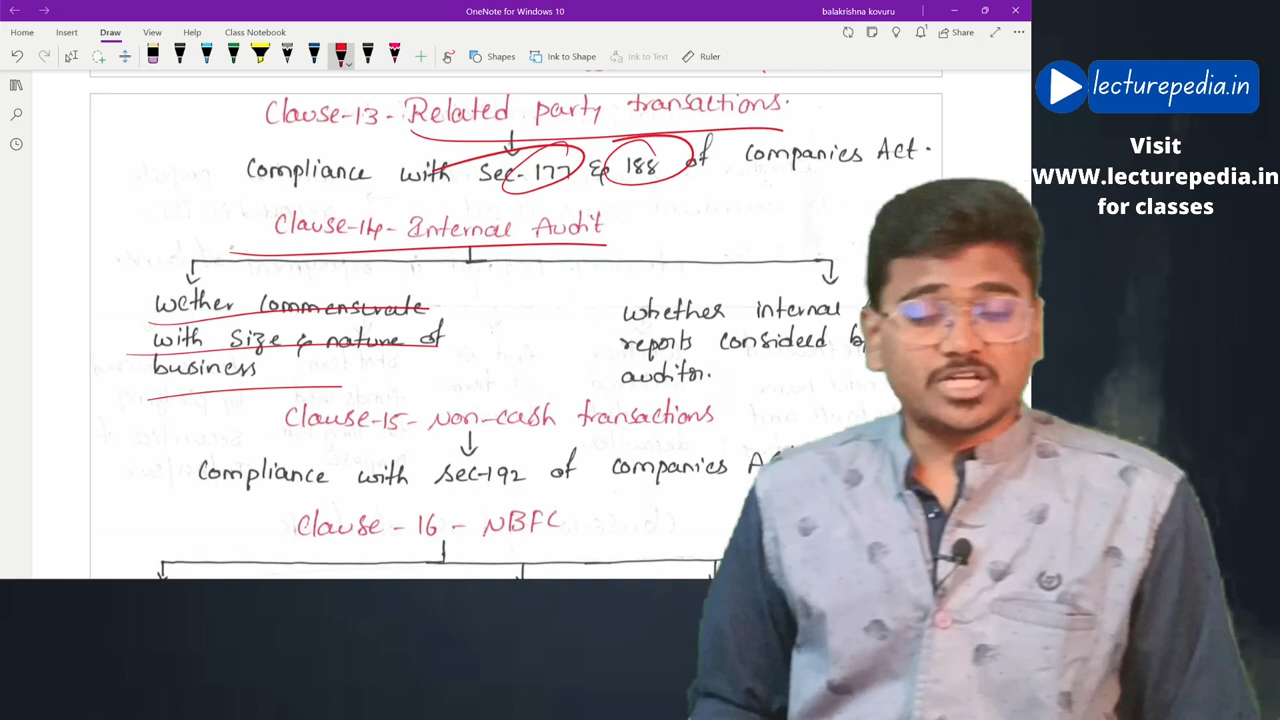 OneNote for Windows 10
balakrishna kovuru
Home Insert Draw View Help Class Notebook
Share
Shapes Ink to Shape Ink to Text Ruler
lecturepedia.in
Visit
WWW.lecturepedia.in
for classes
Clause-13 - Related party transactions.
Compliance with Sec-177 & 188 of Companies Act.
Clause-14 - Internal Audit
wether commenstrate
with size & nature of
business
whether internal
reports considered
auditor.
Clause-15 - Non-cash transactions
Compliance with sec-192 of companies
Clause - 16 - NBFC